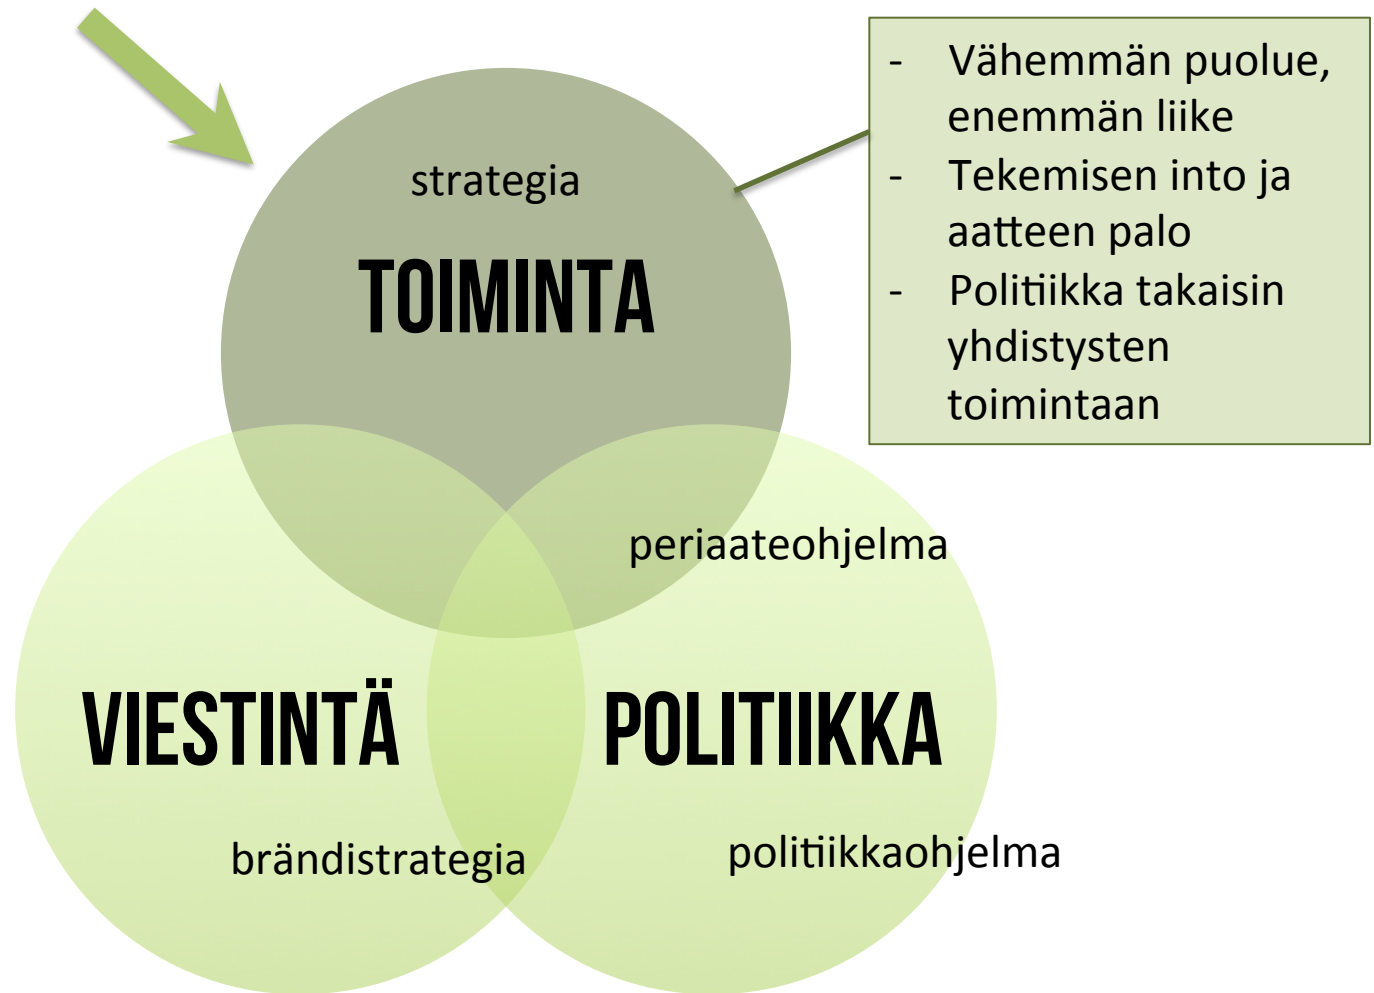 strategia
TOIMINTA
- Vähemmän puolue,
enemmän liike
- Tekemisen into ja
aatteen palo
- Politiikka takaisin
yhdistysten
toimintaan
periaateohjelma
VIESTINTÄ
POLITIIKKA
brändistrategia
politiikkaohjelma